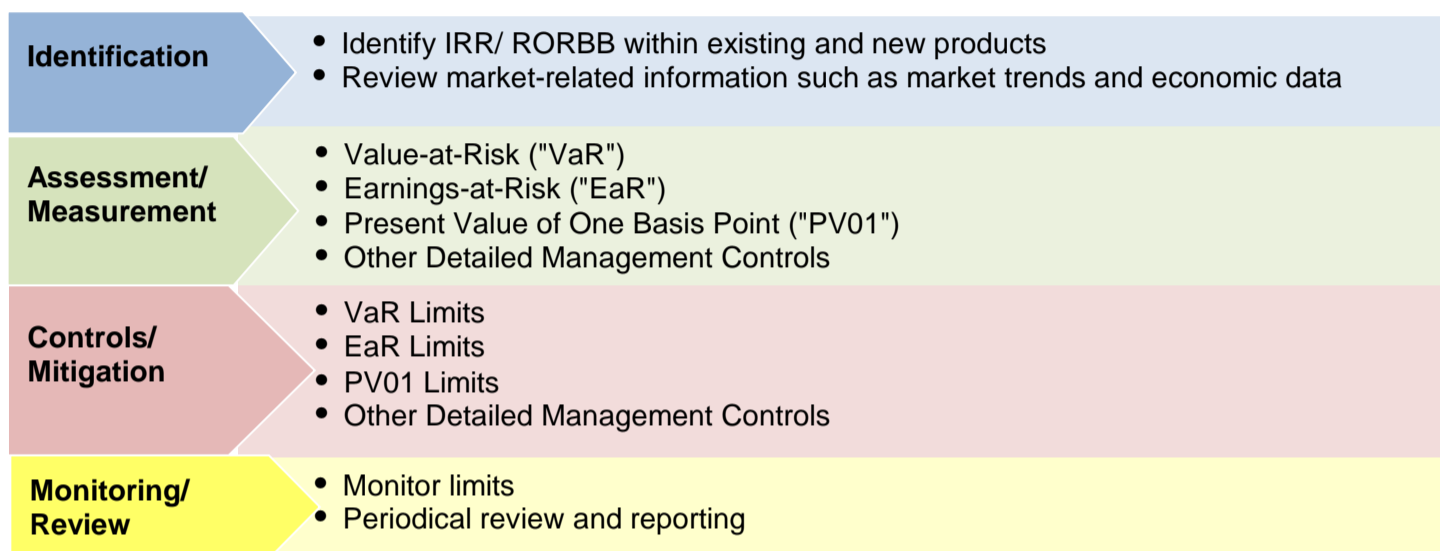 Identification
• Identify IRR/ RORBB within existing and new products
• Review market-related information such as market trends and economic data
Assessment/
Measurement
• Value-at-Risk ("VaR")
• Earnings-at-Risk ("EaR")
• Present Value of One Basis Point ("PV01")
• Other Detailed Management Controls
Controls/
Mitigation
• VaR Limits
• EaR Limits
• PV01 Limits
• Other Detailed Management Controls
Monitoring/
Review
• Monitor limits
• Periodical review and reporting